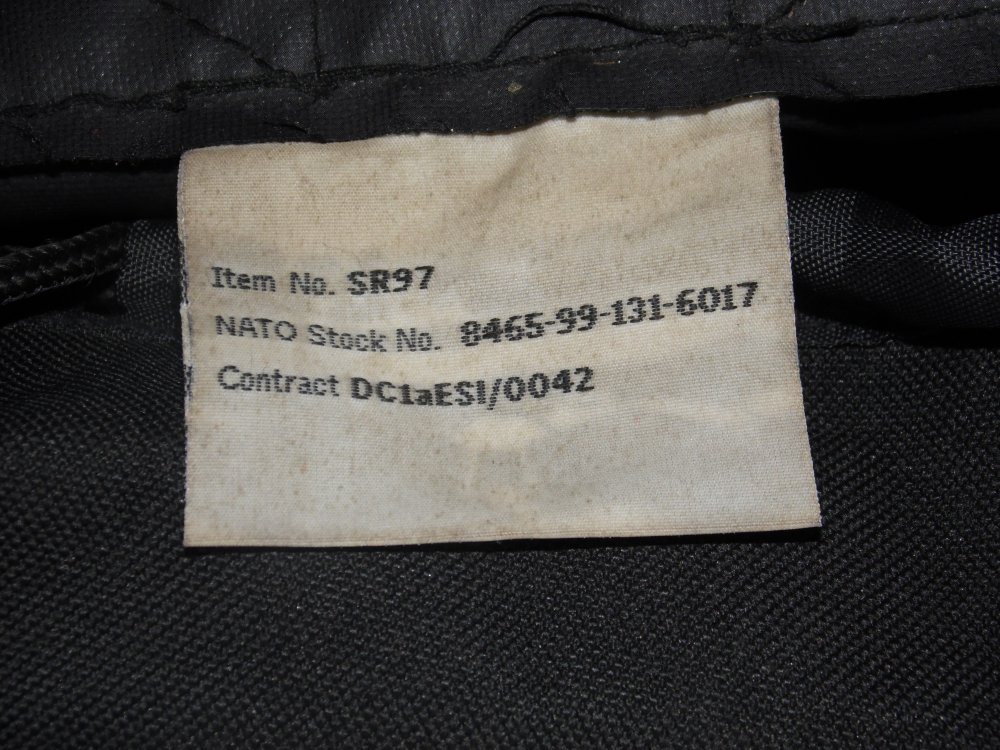 Item No. SR97
NATO Stock No. 8465-99-131-6017
Contract DC1aESI/0042